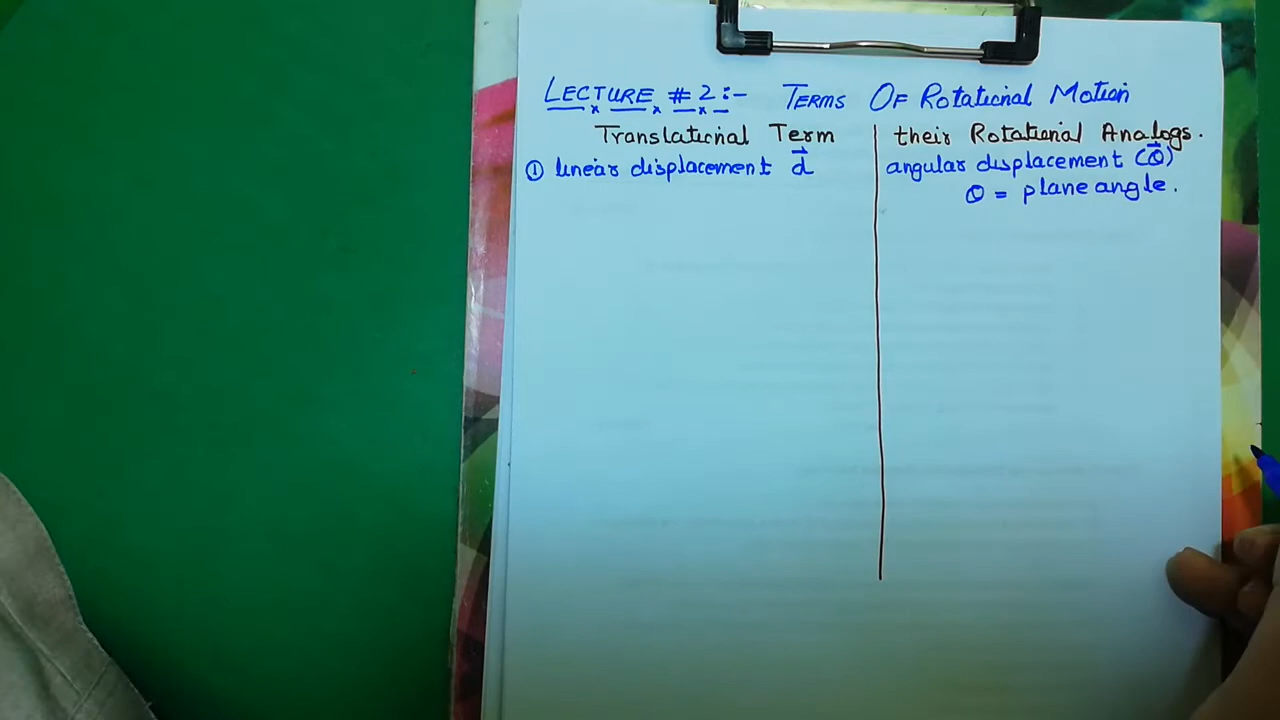 LECTURE # 2 :- TERMS OF Rotational Motion
Translational Term
their Rotational Analogs.
① linear displacement d⃗
angular displacement (θ⃗)
θ = plane angle.